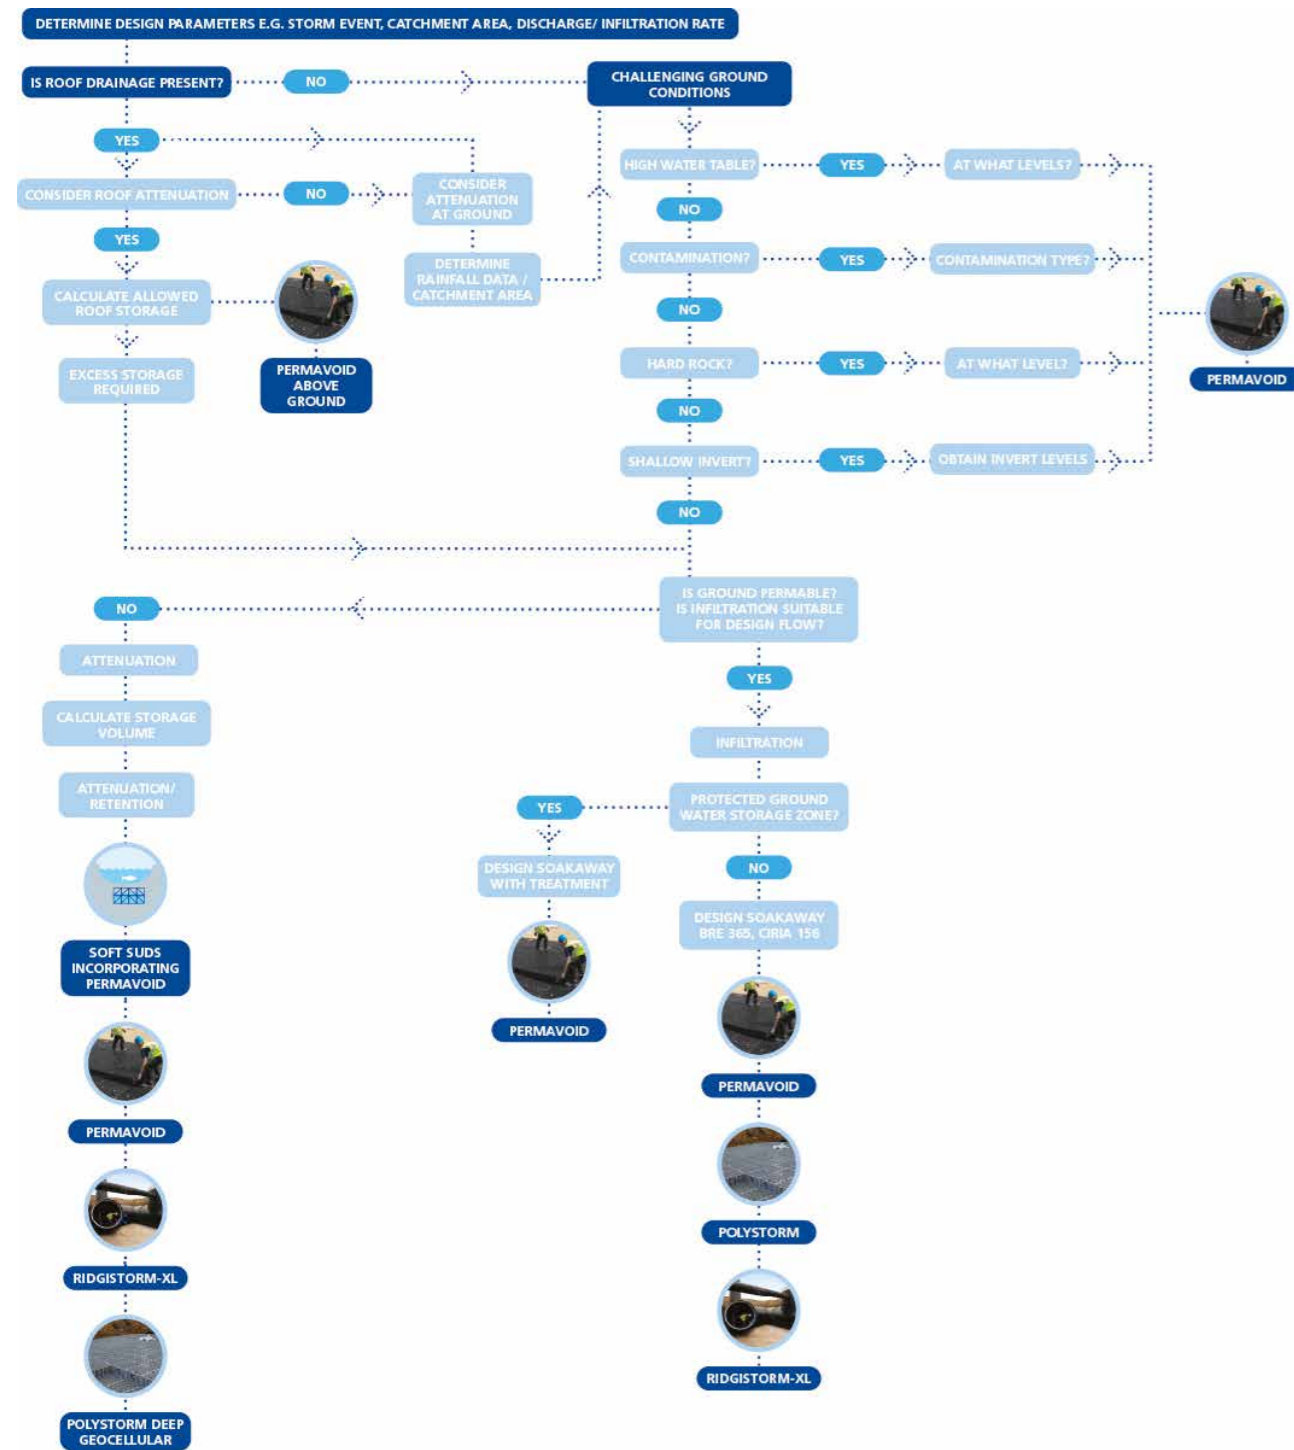 DETERMINE DESIGN PARAMETERS E.G. STORM EVENT, CATCHMENT AREA, DISCHARGE/ INFILTRATION RATE
IS ROOF DRAINAGE PRESENT?
NO
CHALLENGING GROUND
CONDITIONS
YES
HIGH WATER TABLE?
YES
AT WHAT LEVELS?
CONSIDER ROOF ATTENUATION
NO
CONSIDER
ATTENUATION
AT GROUND
NO
YES
DETERMINE
RAINFALL DATA /
CATCHMENT AREA
CONTAMINATION?
YES
CONTAMINATION TYPE?
CALCULATE ALLOWED
ROOF STORAGE
NO
PERMAVOID
ABOVE
GROUND
EXCESS STORAGE
REQUIRED
HARD ROCK?
YES
AT WHAT LEVEL?
PERMAVOID
NO
SHALLOW INVERT?
YES
OBTAIN INVERT LEVELS
NO
IS GROUND PERMABLE?
IS INFILTRATION SUITABLE
FOR DESIGN FLOW?
NO
ATTENUATION
CALCULATE STORAGE
VOLUME
ATTENUATION/
RETENTION
SOFT SUDS
INCORPORATING
PERMAVOID
PERMAVOID
RIDGISTORM-XL
POLYSTORM DEEP
GEOCELLULAR
YES
INFILTRATION
PROTECTED GROUND
WATER STORAGE ZONE?
YES
DESIGN SOAKAWAY
WITH TREATMENT
PERMAVOID
NO
DESIGN SOAKAWAY
BRE 365, CIRIA 156
PERMAVOID
POLYSTORM
RIDGISTORM-XL